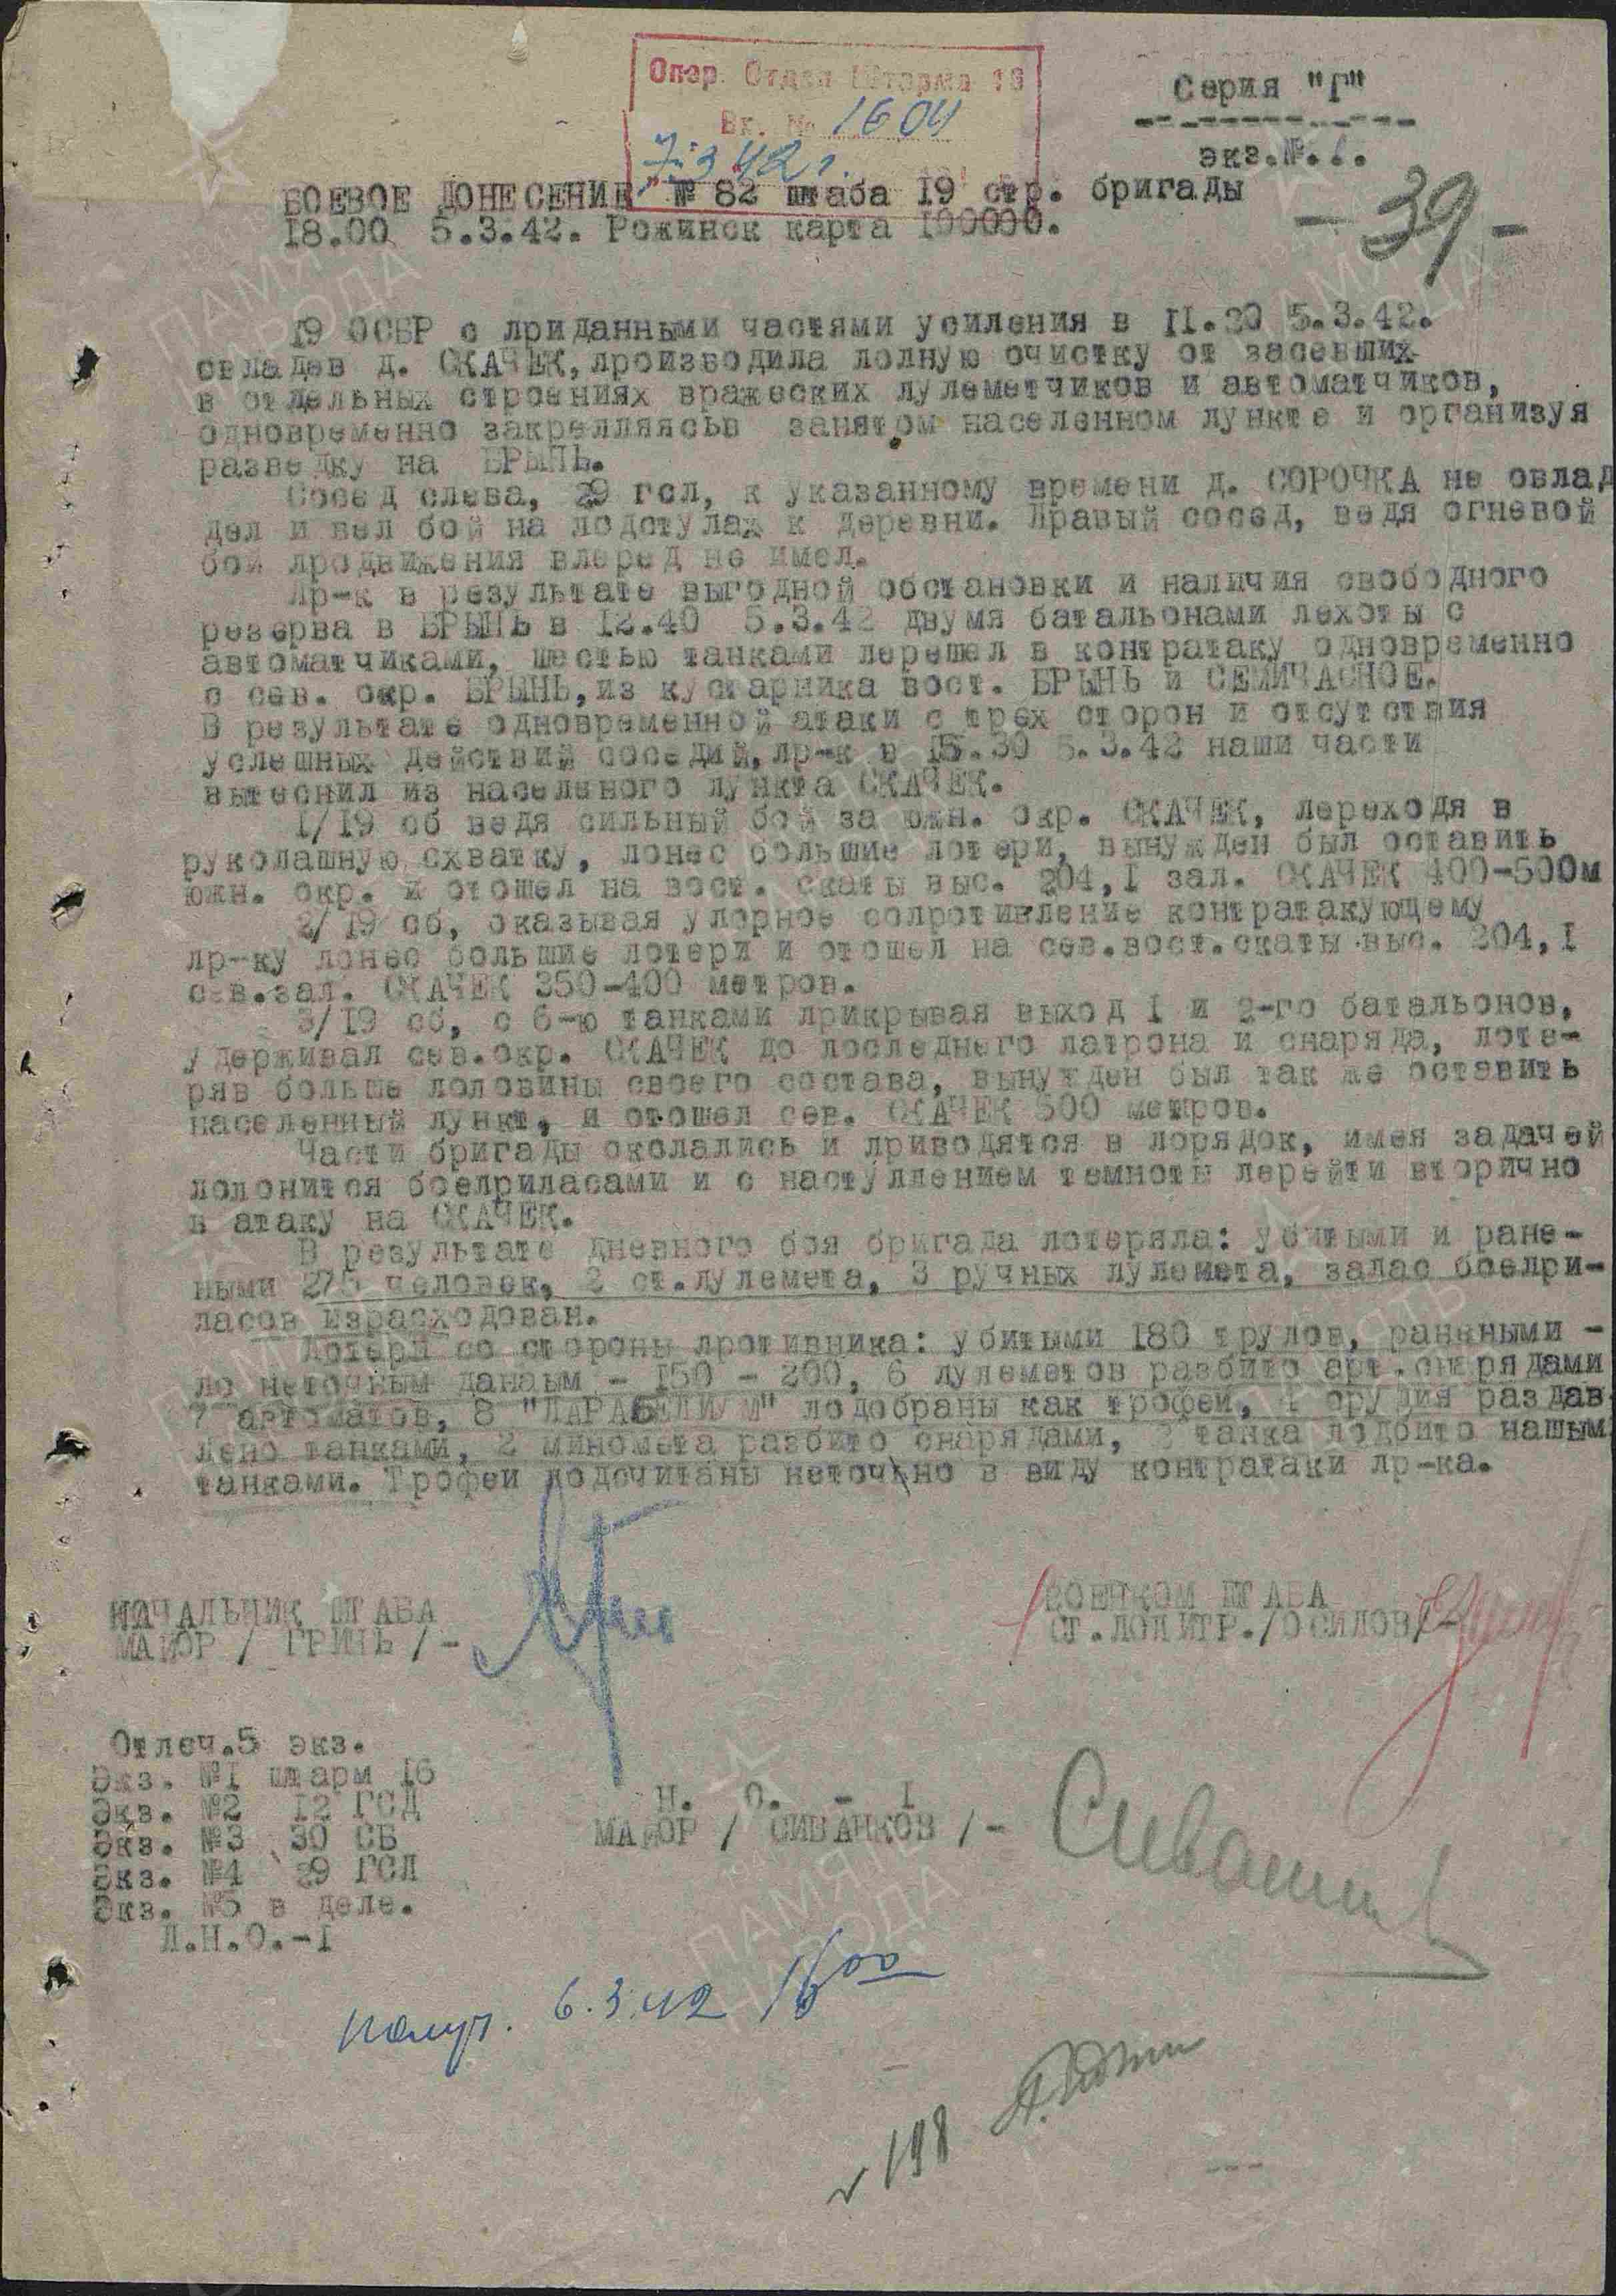 Опер. Отдел Штарма 16
Вх. № 1604
7.3 42 г.
Серия "Г"
экз.№.1.
БОЕВОЕ ДОНЕСЕНИЕ № 82 штаба 19 стр. бригады
- 39 -
18.00 5.3.42. Рожинск карта 100000.
19 ОСБР с приданными частями усиления в II.30 5.3.42.
овладев д. СКАЧЕК, производила полную очистку от засевших
в отдельных строениях вражеских пулеметчиков и автоматчиков,
одновременно закрепляясьв занятом населенном пункте и организуя
разведку на БРЫНЬ.
Сосед слева, 29 гсп, к указанному времени д. СОРОЧКА не овлад
дел и вел бой на подступах к деревни. Правый сосед, ведя огневой
бой продвижения вперед не имел.
Пр-к в результате выгодной обстановки и наличия свободного
резерва в БРЫНЬ в 12.40 5.3.42 двумя батальонами пехоты с
автоматчиками, шестью танками перешел в контратаку одновременно
с сев. окр. БРЫНЬ, из кустарника вост. БРЫНЬ и СЕМИЧАСНОЕ.
В результате одновременной атаки с трех сторон и отсутствия
успешных действий соседий, пр-к в 15.30 5.3.42 наши части
вытеснил из населеного пункта СКАЧЕК.
1/19 сб ведя сильный бой за южн. окр. СКАЧЕК, переходя в
рукопашную схватку, понес большие потери, вынужден был оставить
южн. окр. и отошел на вост. скаты выс. 204,I зап. СКАЧЕК 400-500м
2/19 сб, оказывая упорное сопротивление контратакующему
пр-ку понес большие потери и отошел на сев.вост.скаты выс. 204,I
сев.зап. СКАЧЕК 350-400 метров.
3/19 сб, с 6-ю танками прикрывая выход I и 2-го батальонов,
удерживал сев.окр. СКАЧЕК до последнего патрона и снаряда, поте-
ряв больше половины своего состава, вынужден был так же оставить
населенный пункт, и отошел сев. СКАЧЕК 500 метров.
Части бригады окопались и приводятся в порядок, имея задачей
пополнится боеприпасами и с наступлением темноты перейти вторично
в атаку на СКАЧЕК.
В результате дневного боя бригада потеряла: убитыми и ране-
ными 275 человек, 2 ст.пулемета, 3 ручных пулемета, запас боепри-
пасов израсходован.
Потери со стороны противника: убитыми 180 трупов, ранеными -
по неточным данным - 150 - 200, 6 пулеметов разбито арт.снарядами
7 автоматов, 8 "ПАРАБЕЛИУМ" подобраны как трофеи, 4 орудия раздав
лено танками, 2 миномета разбито снарядами, танка подбито нашым
танками. Трофеи подсчитаны неточно в виду контратаки пр-ка.
НАЧАЛЬНИК ШТАБА
МАЙОР / ГРИНЬ /-
ВОЕНКОМ ШТАБА
СТ.ПОЛИТР./ОСИПОВ/-
Отпеч.5 экз.
Экз. №1 штарм 16
Экз. №2 12 ГСД
Экз. №3 30 СБ
Экз. №4 29 ГСП
Экз. №5 в деле.
П.Н.О.-I
Н. О. - I
МАЙОР / СИВАНКОВ /-
получ. 6.3.42 16 00
№ 198
ПАМЯТЬ НАРОДА